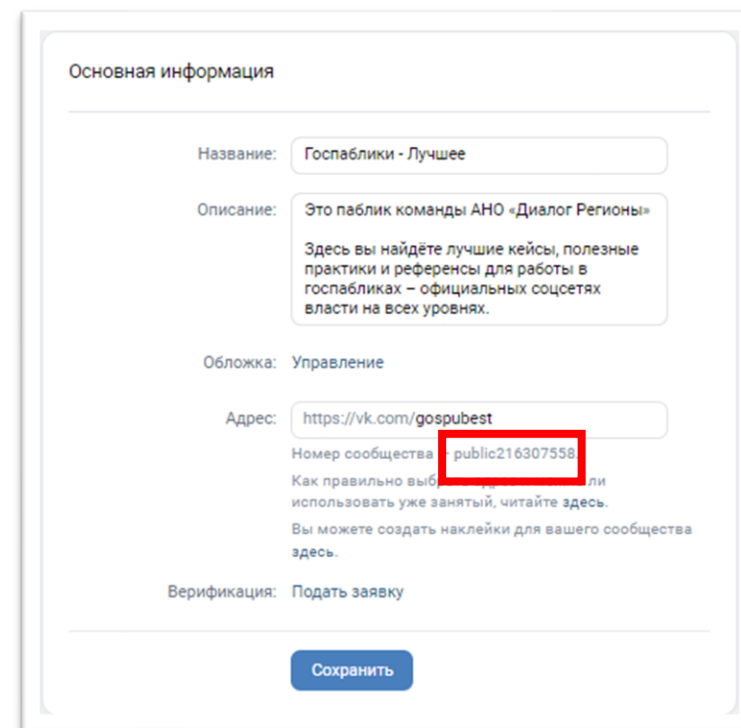 Основная информация
Название: Госпаблики - Лучшее
Описание: Это паблик команды АНО «Диалог Регионы»
Здесь вы найдёте лучшие кейсы, полезные
практики и референсы для работы в
госпабликах – официальных соцсетях
власти на всех уровнях.
Обложка: Управление
Адрес: https://vk.com/gospubest
Номер сообщества – public216307558.
Как правильно выб ли
использовать уже занятый, читайте здесь.
Вы можете создать наклейки для вашего сообщества
здесь.
Верификация: Подать заявку
Сохранить